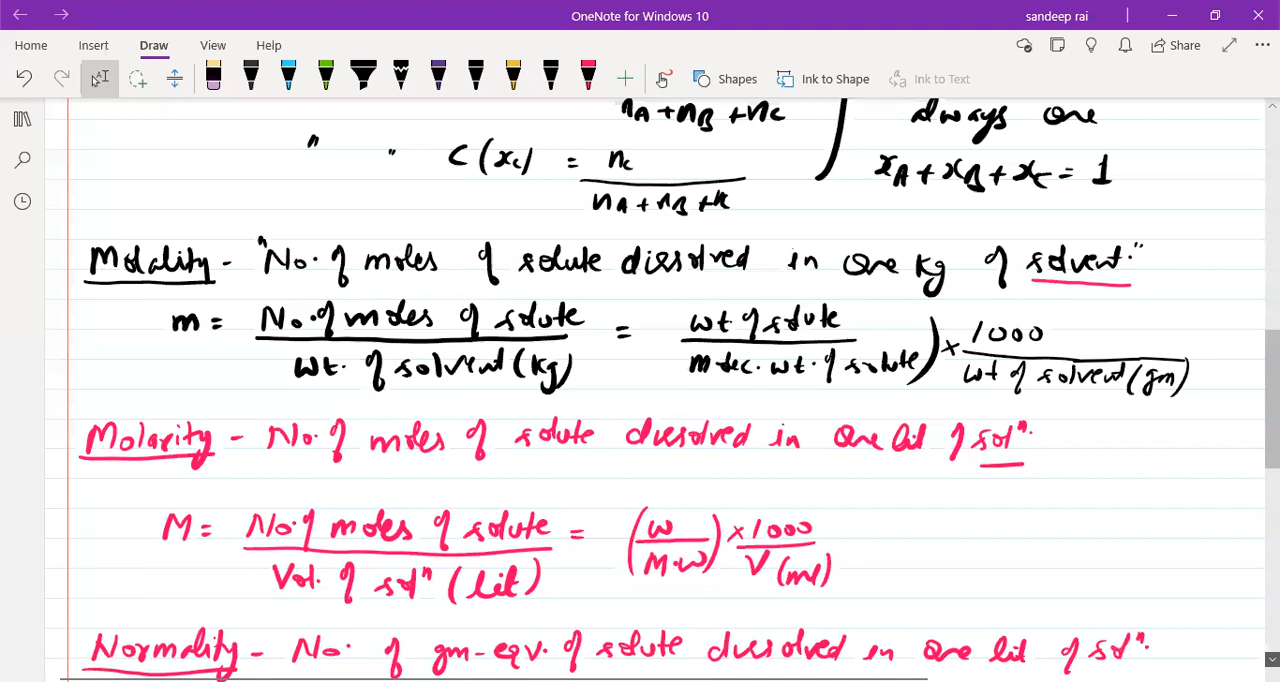 OneNote for Windows 10
sandeep rai
Home Insert Draw View Help
Share
Shapes
Ink to Shape
Ink to Text
nA + nB + nC
always one
" " C (xC) = nC
nA + nB + nC
xA + xB + xC = 1
Molality - "No. of moles of solute dissolved in one kg of solvent."
m = No. of moles of solute = wt of solute ) × 1000
wt. of solvent (kg) molec. wt. of solute wt of solvent (gm)
Molarity - No. of moles of solute dissolved in one lit of solⁿ.
M = No. of moles of solute = (w ) × 1000
Vol. of solⁿ (lit) M.w V (ml)
Normality - No. of gm-eqv. of solute dissolved in one lit of solⁿ.